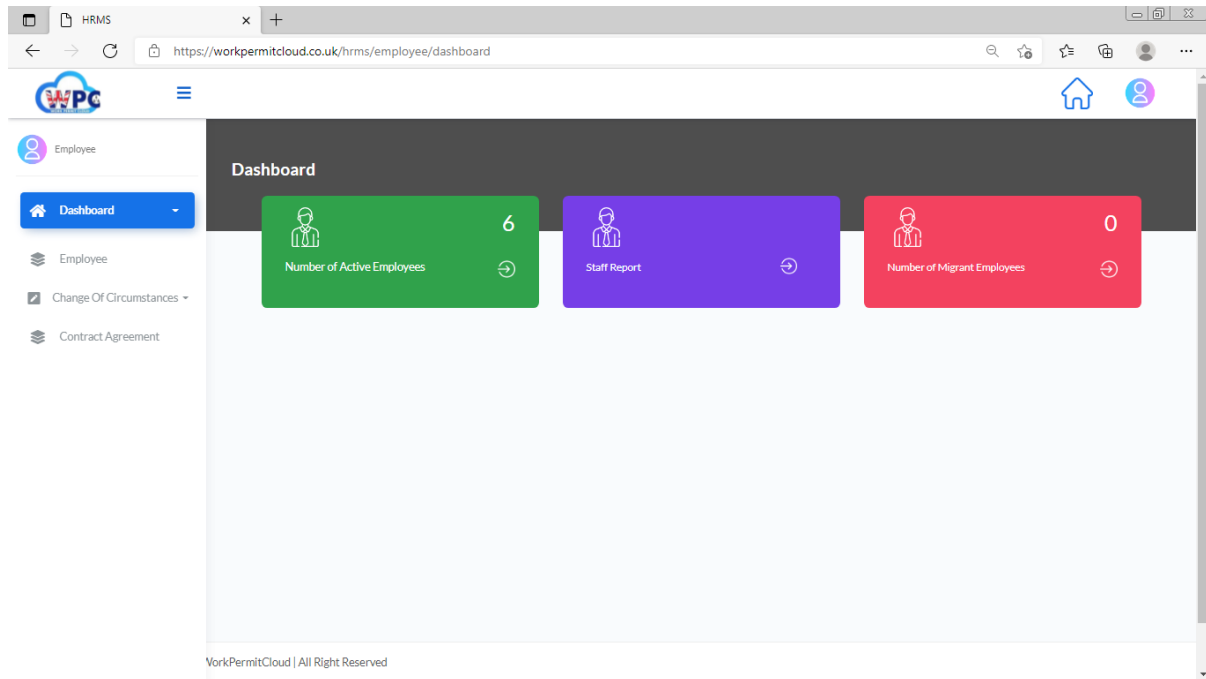 HRMS
https://workpermitcloud.co.uk/hrms/employee/dashboard
WPC
Employee
Dashboard
Dashboard
6
0
Number of Active Employees
Staff Report
Number of Migrant Employees
Employee
Change Of Circumstances
Contract Agreement
WorkPermitCloud | All Right Reserved